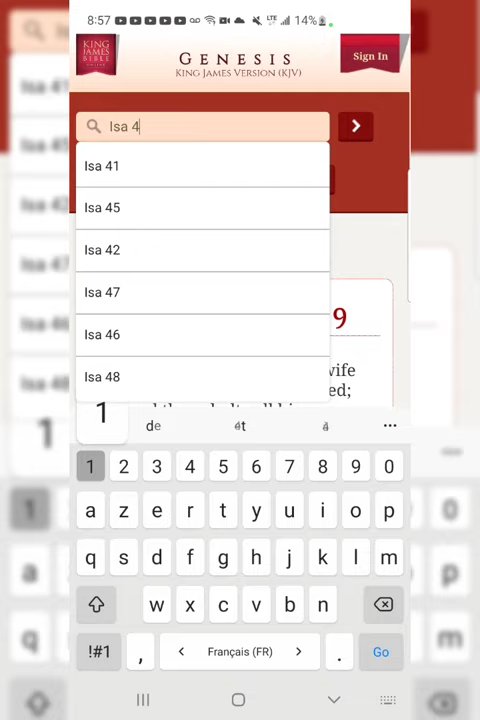 8:57 LTE 14%
KING JAMES BIBLE ONLINE
GENESIS
KING JAMES VERSION (KJV)
Sign In
Isa 4
Isa 41
Isa 45
Isa 42
Isa 47
Isa 46
Isa 48
9
wife
ed;
1
de
1 2 3 4 5 6 7 8 9 0
a z e r t y u i o p
q s d f g h j k l m
w x c v b n
!#1 , < Français (FR) > . Go